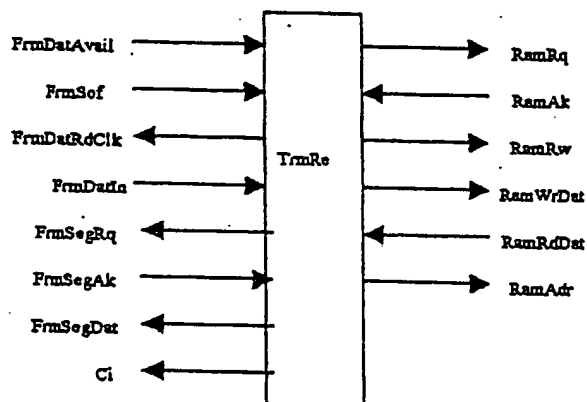 FrmDatAvail
FrmSof
FrmDatRdClk
FrmDatIn
FrmSegRq
FrmSegAk
FrmSegDat
Ci
TrmRe
RamRq
RamAk
RamRw
RamWrDat
RamRdDat
RamAdr